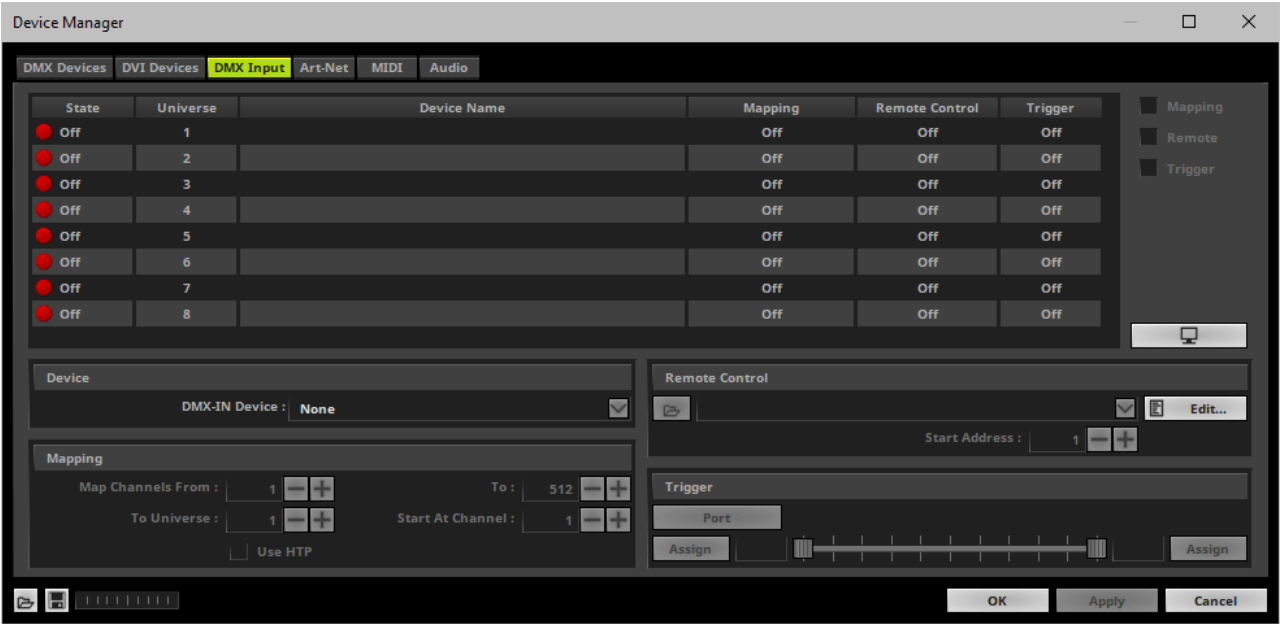 Device Manager
DMX Devices DVI Devices DMX Input Art-Net MIDI Audio
State Universe Device Name Mapping Remote Control Trigger
Off 1 Off Off Off
Off 2 Off Off Off
Off 3 Off Off Off
Off 4 Off Off Off
Off 5 Off Off Off
Off 6 Off Off Off
Off 7 Off Off Off
Off 8 Off Off Off
Mapping
Remote
Trigger
Device
DMX-IN Device : None
Mapping
Map Channels From : 1 To : 512
To Universe : 1 Start At Channel : 1
Use HTP
Remote Control
Edit...
Start Address : 1
Trigger
Port
Assign Assign
OK Apply Cancel